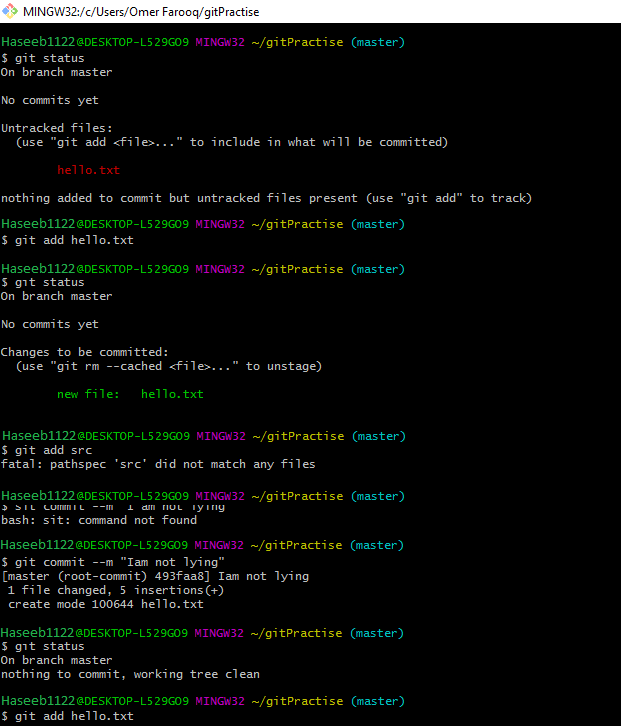 MINGW32:/c/Users/Omer Farooq/gitPractise
Haseeb1122@DESKTOP-L529GO9 MINGW32 ~/gitPractise (master)
$ git status
On branch master
No commits yet
Untracked files:
(use "git add <file>..." to include in what will be committed)
hello.txt
nothing added to commit but untracked files present (use "git add" to track)
Haseeb1122@DESKTOP-L529GO9 MINGW32 ~/gitPractise (master)
$ git add hello.txt
Haseeb1122@DESKTOP-L529GO9 MINGW32 ~/gitPractise (master)
$ git status
On branch master
No commits yet
Changes to be committed:
(use "git rm --cached <file>..." to unstage)
new file:   hello.txt
Haseeb1122@DESKTOP-L529GO9 MINGW32 ~/gitPractise (master)
$ git add src
fatal: pathspec 'src' did not match any files
Haseeb1122@DESKTOP-L529GO9 MINGW32 ~/gitPractise (master)
$ sit commit --m "I am not lying
bash: sit: command not found
Haseeb1122@DESKTOP-L529GO9 MINGW32 ~/gitPractise (master)
$ git commit --m "Iam not lying"
[master (root-commit) 493faa8] Iam not lying
1 file changed, 5 insertions(+)
create mode 100644 hello.txt
Haseeb1122@DESKTOP-L529GO9 MINGW32 ~/gitPractise (master)
$ git status
On branch master
nothing to commit, working tree clean
Haseeb1122@DESKTOP-L529GO9 MINGW32 ~/gitPractise (master)
$ git add hello.txt